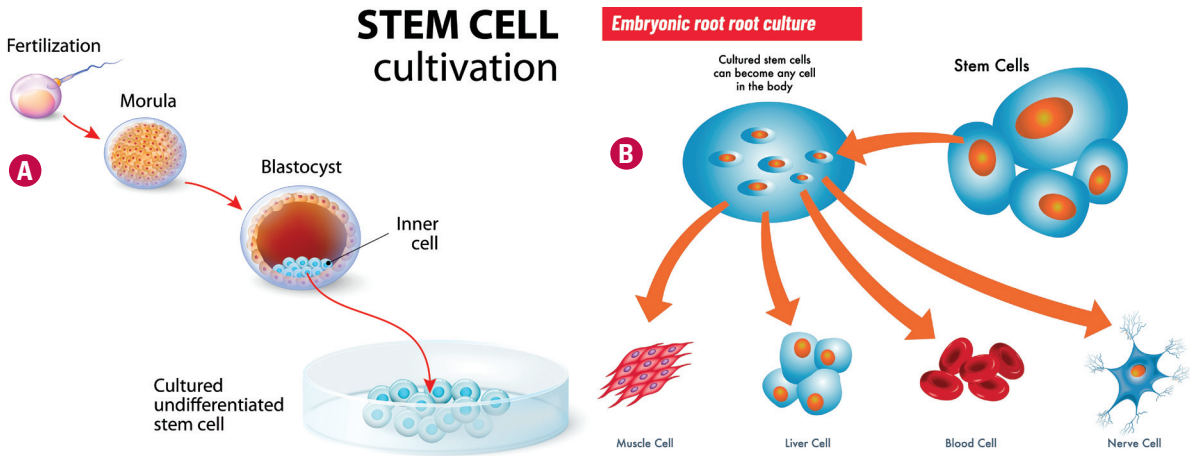 STEM CELL
cultivation
Fertilization
Morula
A
Blastocyst
Inner
cell
Cultured
undifferentiated
stem cell
Embryonic root root culture
Cultured stem cells
can become any cell
in the body
Stem Cells
B
Muscle Cell
Liver Cell
Blood Cell
Nerve Cell